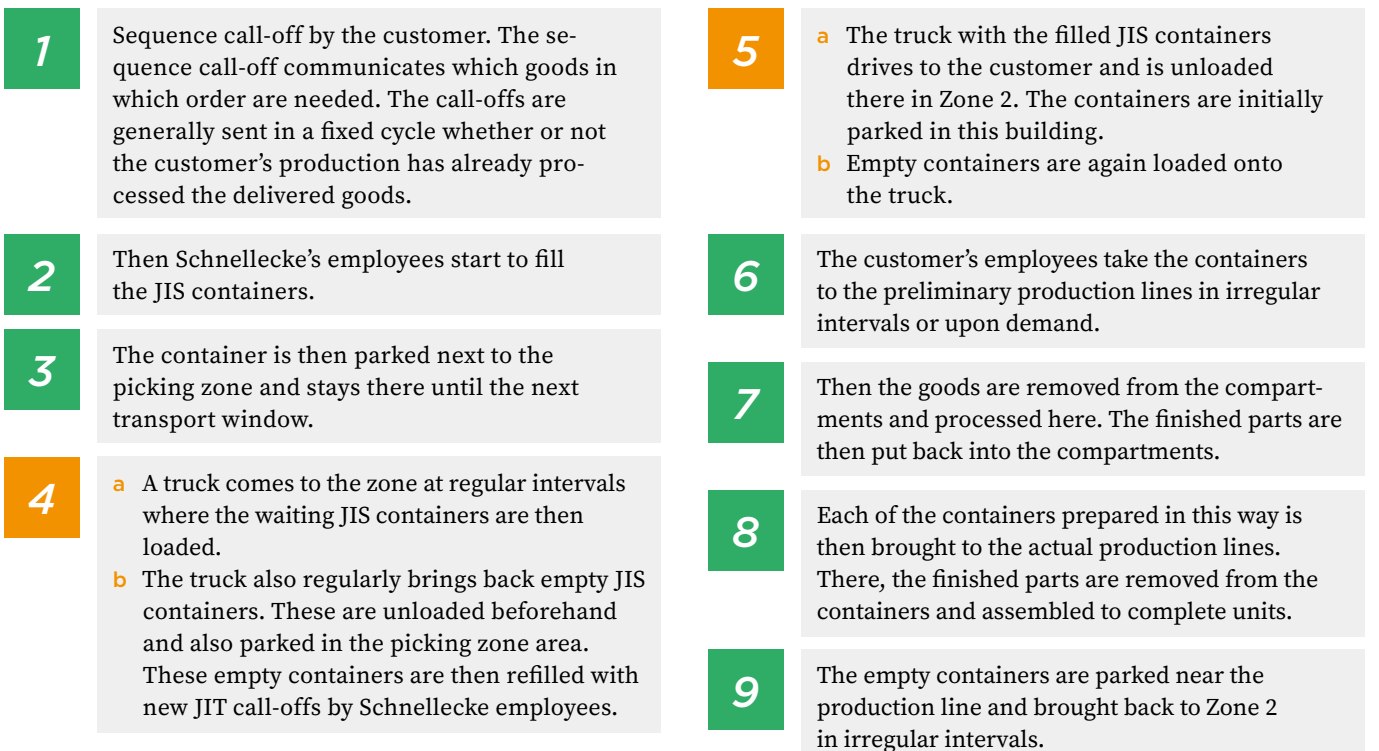 1
Sequence call-off by the customer. The se-
quence call-off communicates which goods in
which order are needed. The call-offs are
generally sent in a fixed cycle whether or not
the customer's production has already pro-
cessed the delivered goods.
2
Then Schnellecke's employees start to fill
the JIS containers.
3
The container is then parked next to the
picking zone and stays there until the next
transport window.
4
a A truck comes to the zone at regular intervals
where the waiting JIS containers are then
loaded.
b The truck also regularly brings back empty JIS
containers. These are unloaded beforehand
and also parked in the picking zone area.
These empty containers are then refilled with
new JIT call-offs by Schnellecke employees.
5
a The truck with the filled JIS containers
drives to the customer and is unloaded
there in Zone 2. The containers are initially
parked in this building.
b Empty containers are again loaded onto
the truck.
6
The customer's employees take the containers
to the preliminary production lines in irregular
intervals or upon demand.
7
Then the goods are removed from the compart-
ments and processed here. The finished parts are
then put back into the compartments.
8
Each of the containers prepared in this way is
then brought to the actual production lines.
There, the finished parts are removed from the
containers and assembled to complete units.
9
The empty containers are parked near the
production line and brought back to Zone 2
in irregular intervals.